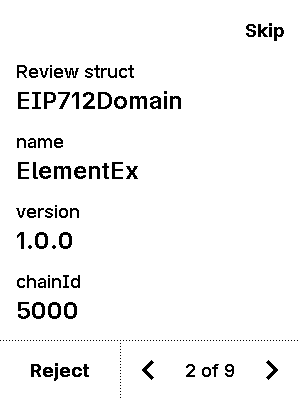 Skip
Review struct
EIP712Domain
name
ElementEx
version
1.0.0
chainId
5000
Reject
2 of 9